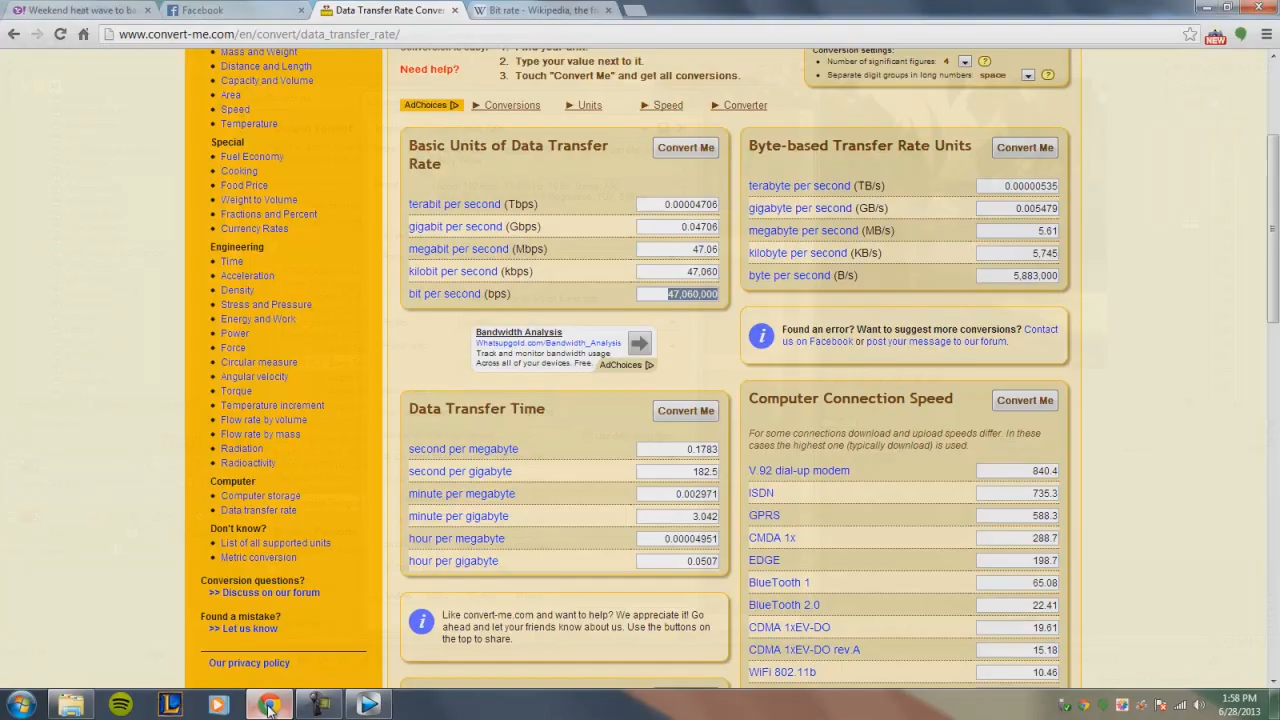 Weekend heat wave to ba
Facebook
Data Transfer Rate Conver
Bit rate - Wikipedia, the fr
www.convert-me.com/en/convert/data_transfer_rate/
NEW
Mass and Weight
Distance and Length
Capacity and Volume
Area
Speed
Temperature
Special
Fuel Economy
Cooking
Food Price
Weight to Volume
Fractions and Percent
Currency Rates
Engineering
Time
Acceleration
Density
Stress and Pressure
Energy and Work
Power
Force
Circular measure
Angular velocity
Torque
Temperature increment
Flow rate by volume
Flow rate by mass
Radiation
Radioactivity
Computer
Computer storage
Data transfer rate
Don't know?
List of all supported units
Metric conversion
Conversion questions?
>> Discuss on our forum
Found a mistake?
>> Let us know
Our privacy policy
Need help?
2. Type your value next to it.
3. Touch "Convert Me" and get all conversions.
Conversion settings:
Number of significant figures: 4 ?
Separate digit groups in long numbers: space ?
AdChoices
► Conversions ► Units ► Speed ► Converter
Basic Units of Data Transfer
Rate
Convert Me
terabit per second (Tbps) 0.00004706
gigabit per second (Gbps) 0.04706
megabit per second (Mbps) 47.06
kilobit per second (kbps) 47,060
bit per second (bps) 47,060,000
Bandwidth Analysis
Whatsupgold.com/Bandwidth_Analysis
Track and monitor bandwidth usage
Across all of your devices. Free.
AdChoices
Data Transfer Time
Convert Me
second per megabyte 0.1783
second per gigabyte 182.5
minute per megabyte 0.002971
minute per gigabyte 3.042
hour per megabyte 0.00004951
hour per gigabyte 0.0507
Like convert-me.com and want to help? We appreciate it! Go
ahead and let your friends know about us. Use the buttons on
the top to share.
Byte-based Transfer Rate Units
Convert Me
terabyte per second (TB/s) 0.00000535
gigabyte per second (GB/s) 0.005479
megabyte per second (MB/s) 5.61
kilobyte per second (KB/s) 5,745
byte per second (B/s) 5,883,000
Found an error? Want to suggest more conversions? Contact
us on Facebook or post your message to our forum.
Computer Connection Speed
Convert Me
For some connections download and upload speeds differ. In these
cases the highest one (typically download) is used.
V.92 dial-up modem 840.4
ISDN 735.3
GPRS 588.3
CMDA 1x 288.7
EDGE 198.7
BlueTooth 1 65.08
BlueTooth 2.0 22.41
CDMA 1xEV-DO 19.61
CDMA 1xEV-DO rev.A 15.18
WiFi 802.11b 10.46
1:58 PM
6/28/2013